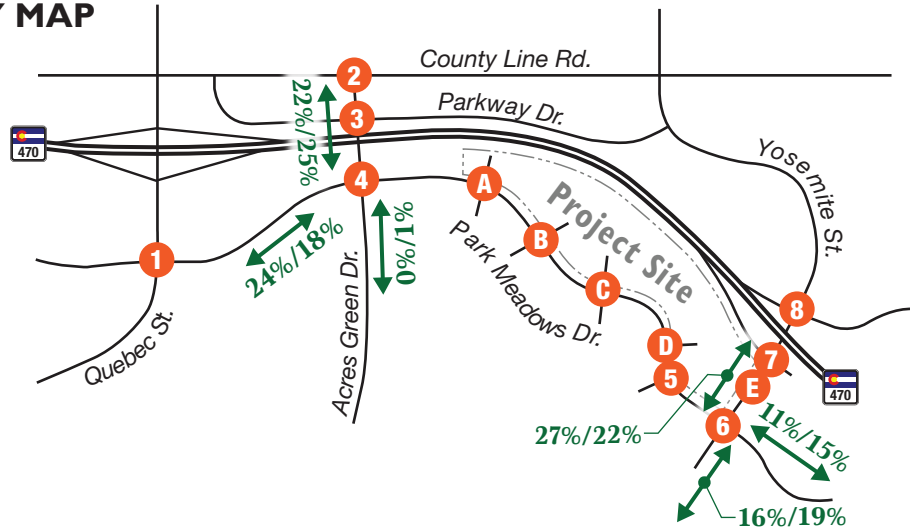 Y MAP
County Line Rd.
2
22%/25%
3
Parkway Dr.
470
Yosemite St.
4
A
Project Site
0%/1%
24%/18%
1
B
Park Meadows Dr.
C
8
Quebec St.
Acres Green Dr.
D
5
7
E
470
6
27%/22%
11%/15%
16%/19%